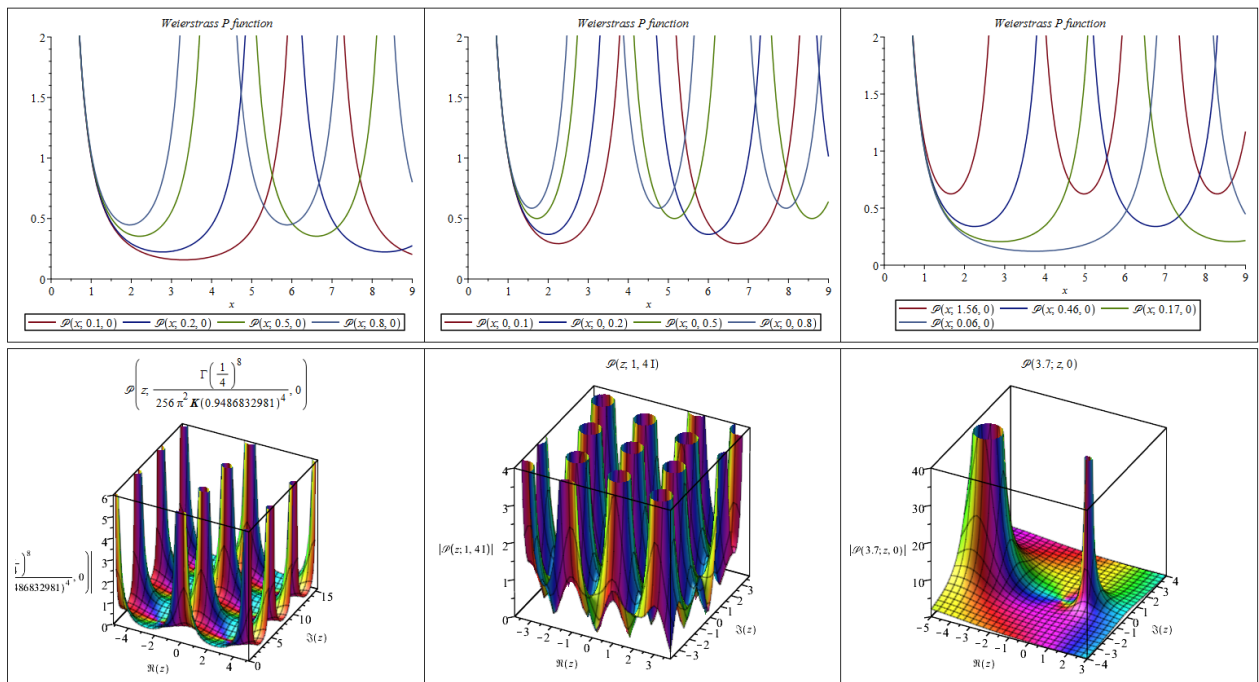 Weierstrass P function
2
1.5
1
0.5
0
0 1 2 3 4 5 6 7 8 9
x
℘(x; 0.1, 0) ℘(x; 0.2, 0) ℘(x; 0.5, 0) ℘(x; 0.8, 0)
Weierstrass P function
2
1.5
1
0.5
0
0 1 2 3 4 5 6 7 8 9
x
℘(x; 0, 0.1) ℘(x; 0, 0.2) ℘(x; 0, 0.5) ℘(x; 0, 0.8)
Weierstrass P function
2
1.5
1
0.5
0
0 1 2 3 4 5 6 7 8 9
x
℘(x; 1.56, 0) ℘(x; 0.46, 0) ℘(x; 0.17, 0)
℘(x; 0.06, 0)
℘(z; Γ(1/4)^8 / (256 π^2 K(0.9486832981)^4), 0)
6
5
4
3
2
1
0
)^8
486832981)^4, 0)|
-4 -2 0 2 4
ℜ(z)
0 5 10 15
ℑ(z)
℘(z; 1, 4 I)
4
3
2
1
0
|℘(z; 1, 4 I)|
-3 -2 -1 0 1 2 3
ℜ(z)
-3 -2 -1 0 1 2 3
ℑ(z)
℘(3.7; z, 0)
40
30
20
10
0
|℘(3.7; z, 0)|
-5 -4 -3 -2 -1 0 1 2 3
ℜ(z)
-4 -3 -2 -1 0 1 2 3 4
ℑ(z)